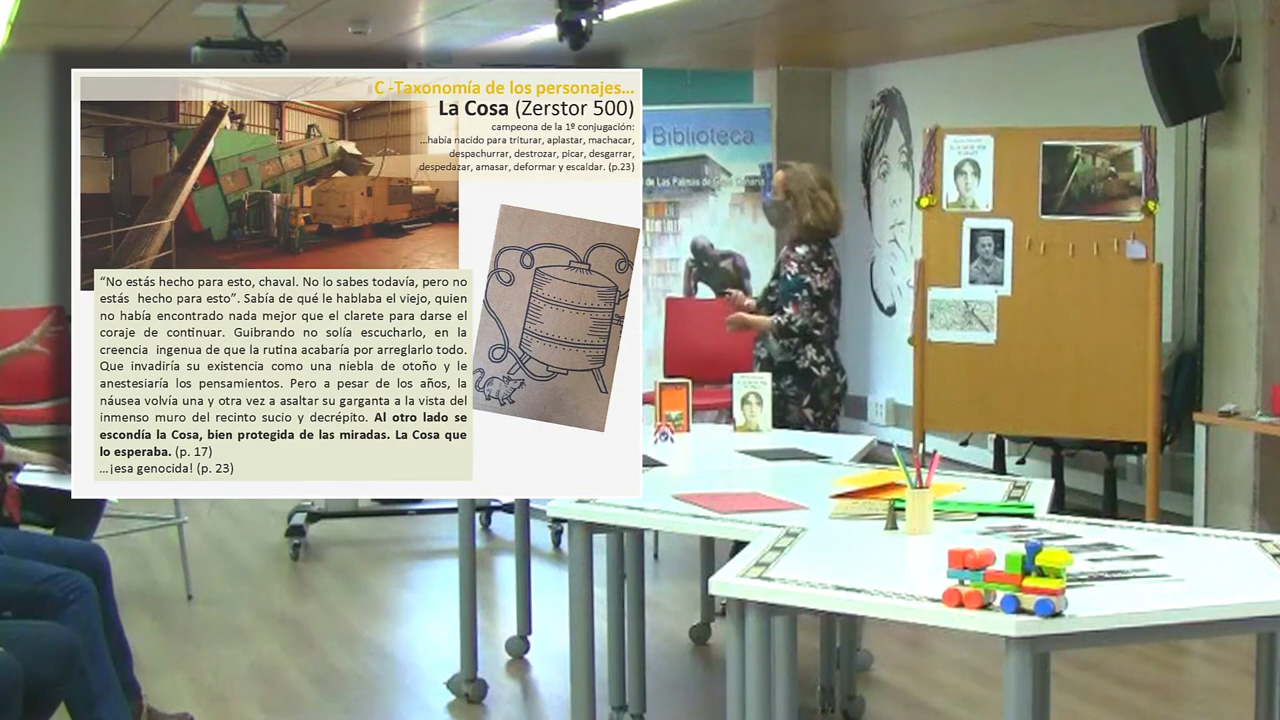 C -Taxonomía de los personajes...
La Cosa (Zerstor 500)
campeona de la 1ª conjugación:
...había nacido para triturar, aplastar, machacar,
despachurrar, destrozar, picar, desgarrar,
despedazar, amasar, deformar y escaldar. (p.23)
“No estás hecho para esto, chaval. No lo sabes todavía, pero no
estás hecho para esto”. Sabía de qué le hablaba el viejo, quien
no había encontrado nada mejor que el clarete para darse el
coraje de continuar. Guibrando no solía escucharlo, en la
creencia ingenua de que la rutina acabaría por arreglarlo todo.
Que invadiría su existencia como una niebla de otoño y le
anestesiaría los pensamientos. Pero a pesar de los años, la
náusea volvía una y otra vez a asaltar su garganta a la vista del
inmenso muro del recinto sucio y decrépito. Al otro lado se
escondía la Cosa, bien protegida de las miradas. La Cosa que
lo esperaba. (p. 17)
...¡esa genocida! (p. 23)
Biblioteca
de Las Palmas de Gran Canaria